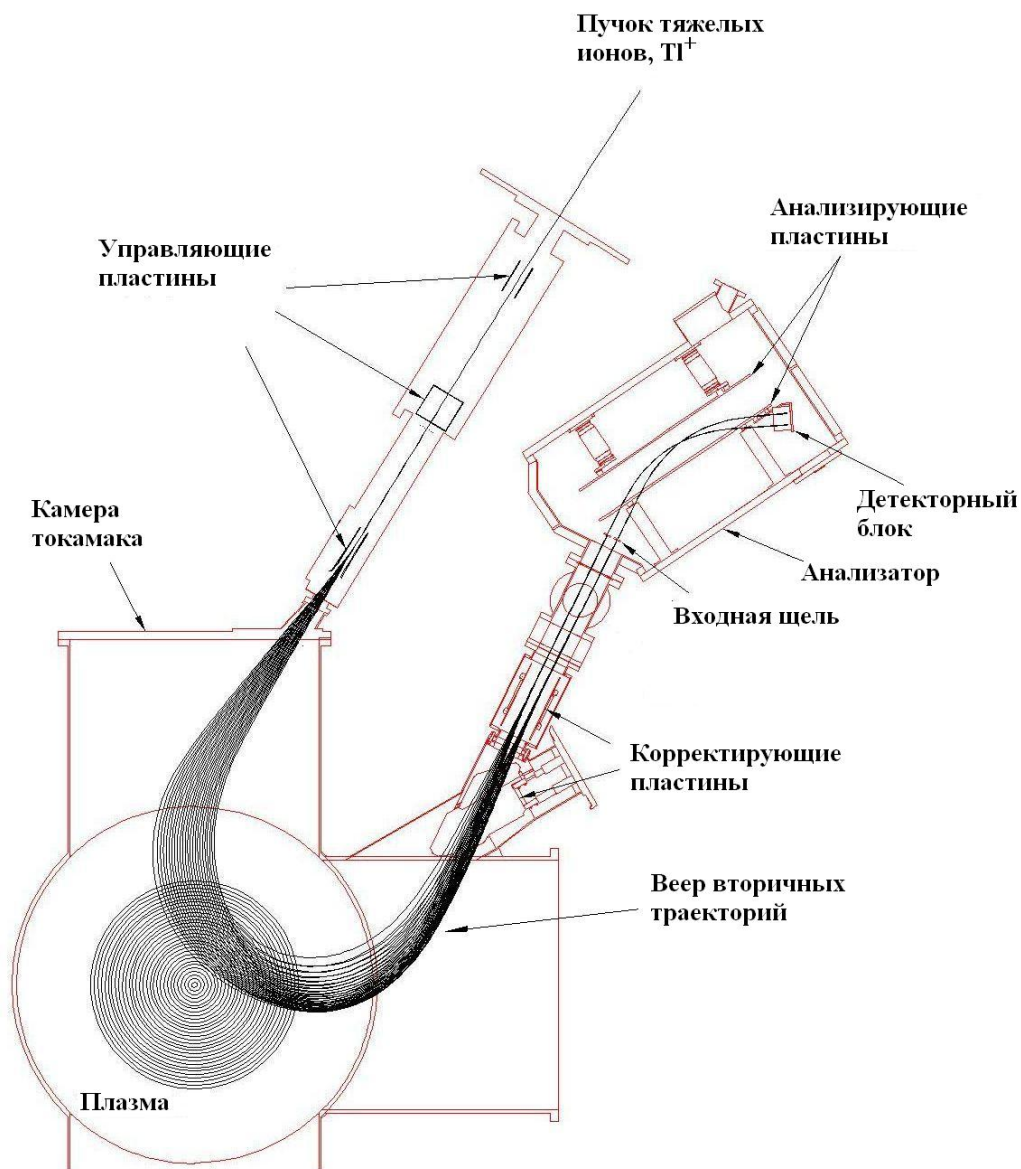 Пучок тяжелых
ионов, Tl+
Анализирующие
пластины
Управляющие
пластины
Камера
токамака
Детекторный
блок
Анализатор
Входная щель
Корректирующие
пластины
Веер вторичных
траекторий
Плазма